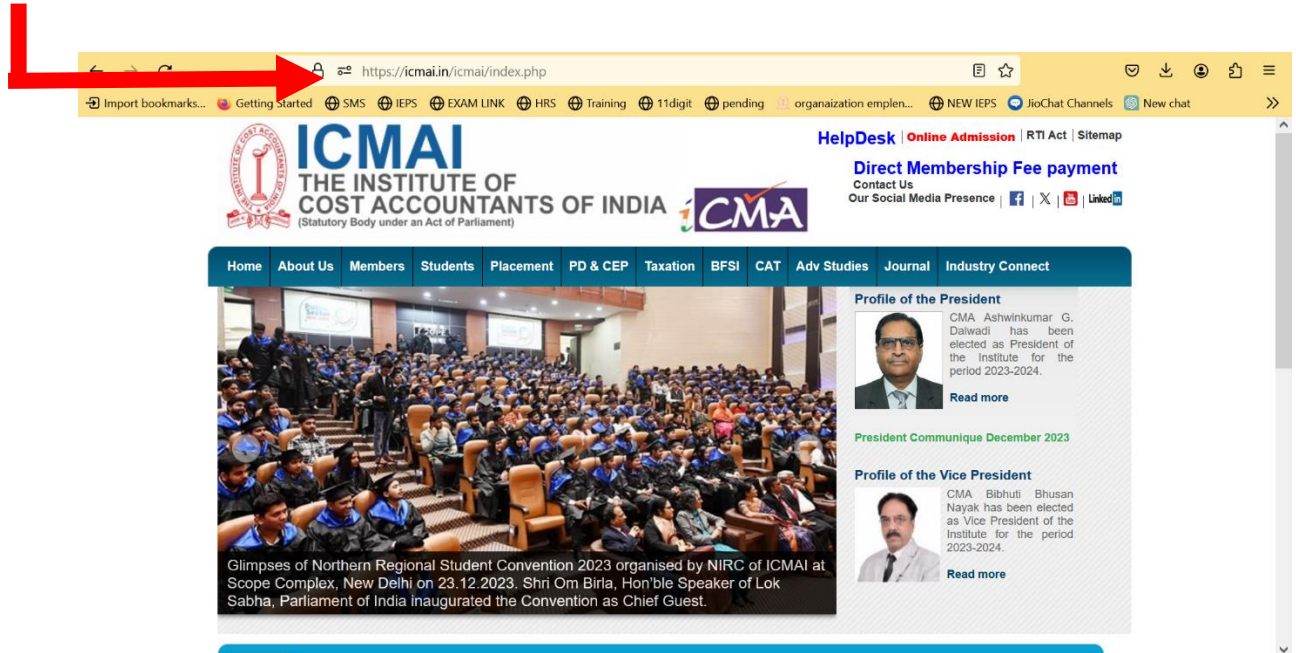 https://icmai.in/icmai/index.php
Import bookmarks... Getting Started SMS IEPS EXAM LINK HRS Training 11digit pending organaization emplen... NEW IEPS JioChat Channels New chat
HelpDesk | Online Admission | RTI Act | Sitemap
Direct Membership Fee payment
Contact Us
Our Social Media Presence | | X | | Linked in
ICMAI
THE INSTITUTE OF
COST ACCOUNTANTS OF INDIA
(Statutory Body under an Act of Parliament)
CMA
Home About Us Members Students Placement PD & CEP Taxation BFSI CAT Adv Studies Journal Industry Connect
Glimpses of Northern Regional Student Convention 2023 organised by NIRC of ICMAI at
Scope Complex, New Delhi on 23.12.2023. Shri Om Birla, Hon'ble Speaker of Lok
Sabha, Parliament of India inaugurated the Convention as Chief Guest.
Profile of the President
CMA Ashwinkumar G.
Dalwadi has been
elected as President of
the Institute for the
period 2023-2024.
Read more
President Communique December 2023
Profile of the Vice President
CMA Bibhuti Bhusan
Nayak has been elected
as Vice President of the
Institute for the period
2023-2024.
Read more